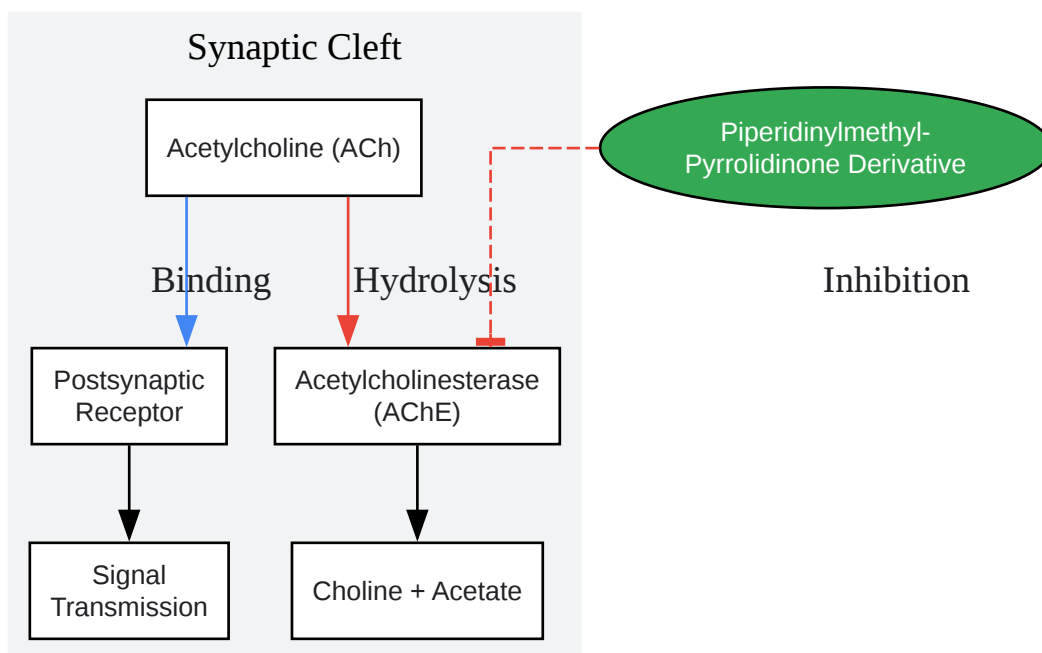 Synaptic Cleft
Acetylcholine (ACh)
Piperidinylmethyl-
Pyrrolidinone Derivative
Binding
Hydrolysis
Inhibition
Postsynaptic
Receptor
Acetylcholinesterase
(AChE)
Signal
Transmission
Choline + Acetate